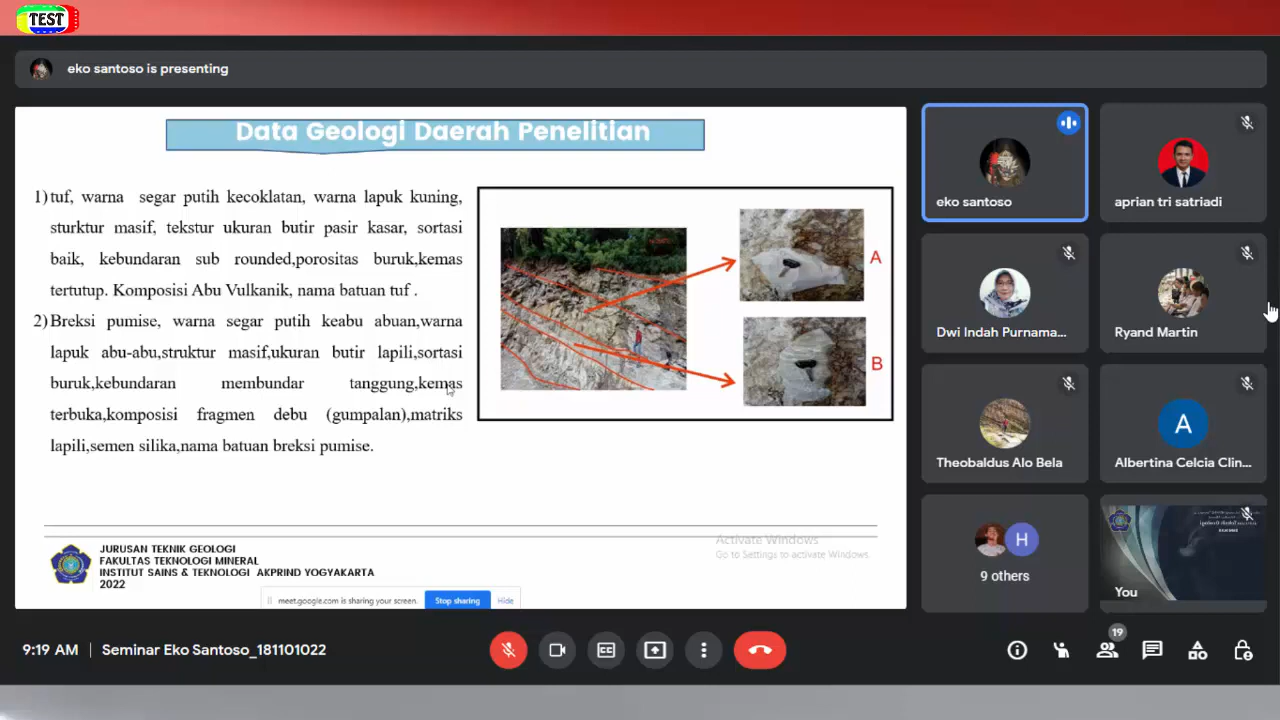 TEST
eko santoso is presenting
Data Geologi Daerah Penelitian
1) tuf, warna segar putih kecoklatan, warna lapuk kuning,
sturktur masif, tekstur ukuran butir pasir kasar, sortasi
baik, kebundaran sub rounded,porositas buruk,kemas
tertutup. Komposisi Abu Vulkanik, nama batuan tuf .
2) Breksi pumise, warna segar putih keabu abuan,warna
lapuk abu-abu,struktur masif,ukuran butir lapili,sortasi
buruk,kebundaran membundar tanggung,kemas
terbuka,komposisi fragmen debu (gumpalan),matriks
lapili,semen silika,nama batuan breksi pumise.
A
B
JURUSAN TEKNIK GEOLOGI
FAKULTAS TEKNOLOGI MINERAL
INSTITUT SAINS & TEKNOLOGI AKPRIND YOGYAKARTA
2022
Activate Windows
Go to Settings to activate Windows.
meet.google.com is sharing your screen.
Stop sharing
Hide
eko santoso
aprian tri satriadi
Dwi Indah Purnama...
Ryand Martin
Theobaldus Alo Bela
A
Albertina Celcia Clin...
H
9 others
You
9:19 AM
Seminar Eko Santoso_181101022
CC
19